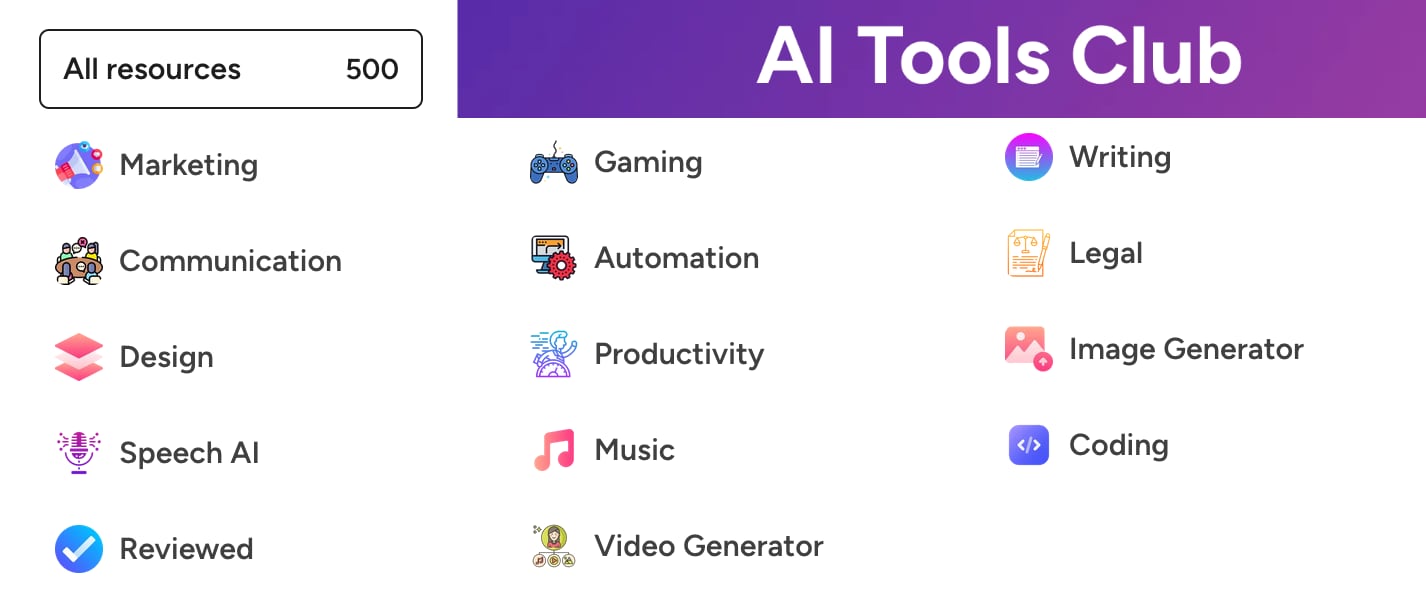 All resources 500
AI Tools Club
Marketing
Communication
Design
Speech AI
Reviewed
Gaming
Automation
Productivity
Music
Video Generator
Writing
Legal
Image Generator
Coding